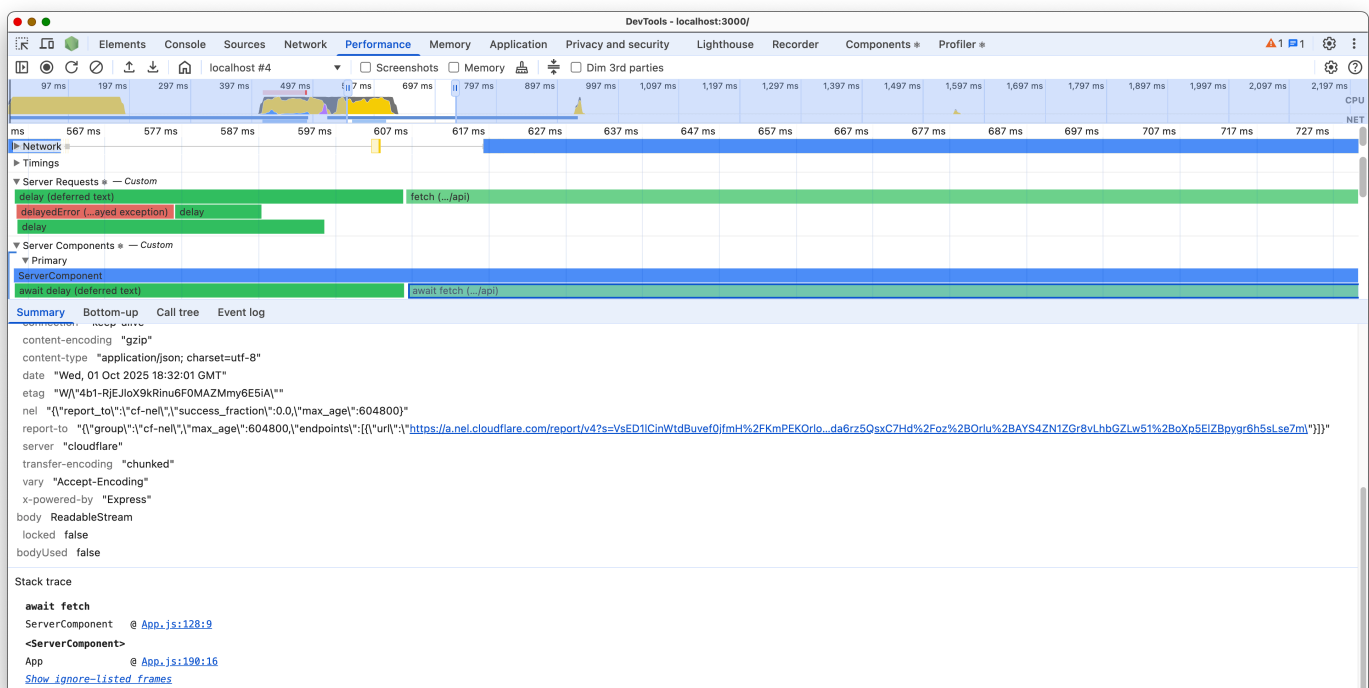 DevTools - localhost:3000/
Elements Console Sources Network Performance Memory Application Privacy and security Lighthouse Recorder Components Profiler 1 1
localhost #4 Screenshots Memory Dim 3rd parties
97 ms 197 ms 297 ms 397 ms 497 ms 7 ms 697 ms 797 ms 897 ms 997 ms 1,097 ms 1,197 ms 1,297 ms 1,397 ms 1,497 ms 1,597 ms 1,697 ms 1,797 ms 1,897 ms 1,997 ms 2,097 ms 2,197 ms
CPU
NET
ms 567 ms 577 ms 587 ms 597 ms 607 ms 617 ms 627 ms 637 ms 647 ms 657 ms 667 ms 677 ms 687 ms 697 ms 707 ms 717 ms 727 ms
Network
Timings
Server Requests — Custom
delay (deferred text) fetch (…/api)
delayedError (…ayed exception) delay
delay
Server Components — Custom
Primary
ServerComponent
await delay (deferred text) await fetch (…/api)
Summary Bottom-up Call tree Event log
connection "keep-alive"
content-encoding "gzip"
content-type "application/json; charset=utf-8"
date "Wed, 01 Oct 2025 18:32:01 GMT"
etag "W/\"4b1-RjEJIoX9kRinu6F0MAZMmy6E5iA\""
nel "{\"report_to\":\"cf-nel\",\"success_fraction\":0.0,\"max_age\":604800}"
report-to "{\"group\":\"cf-nel\",\"max_age\":604800,\"endpoints\":[{\"url\":\"https://a.nel.cloudflare.com/report/v4?s=VsED1lCinWtdBuvef0jfmH%2FKmPEKOrlo…da6rz5QsxC7Hd%2Foz%2BOrlu%2BAYS4ZN1ZGr8vLhbGZLw51%2BoXp5ElZBpygr6h5sLse7m\"}]}"
server "cloudflare"
transfer-encoding "chunked"
vary "Accept-Encoding"
x-powered-by "Express"
body ReadableStream
locked false
bodyUsed false
Stack trace
await fetch
ServerComponent @ App.js:128:9
<ServerComponent>
App @ App.js:190:16
Show ignore-listed frames